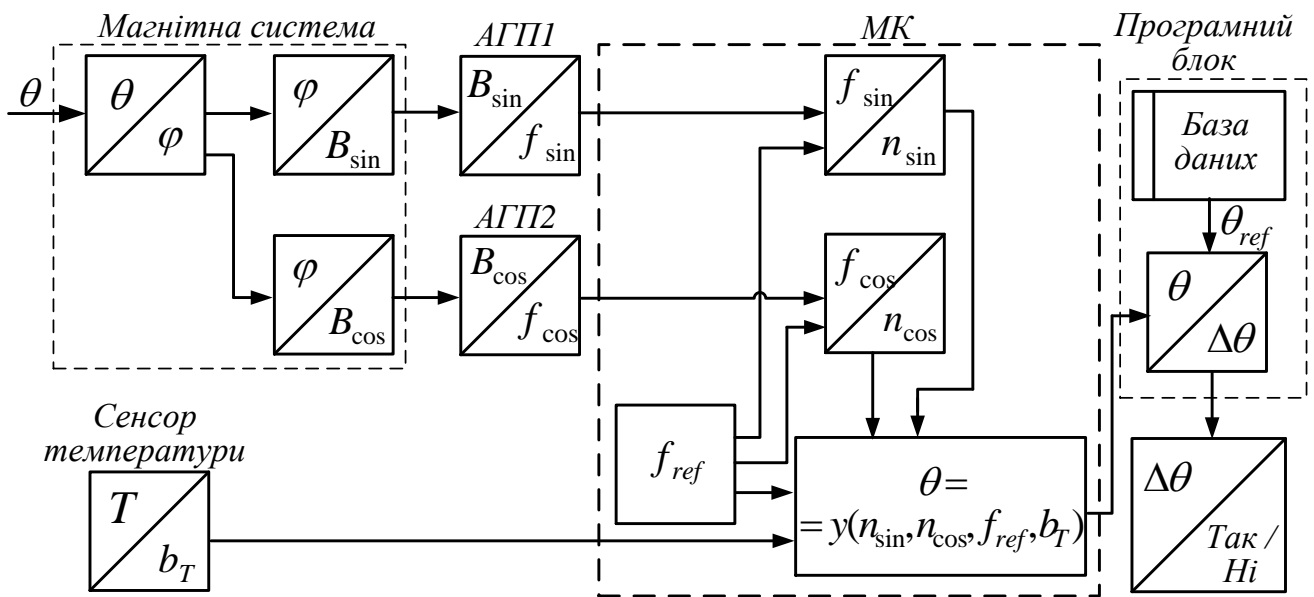 Магнітна система
АГП1
МК
Програмний
блок
θ
θ
φ
φ
B_sin
B_sin
f_sin
f_sin
n_sin
База
даних
АГП2
φ
B_cos
B_cos
f_cos
f_cos
n_cos
θ_ref
θ
Δθ
Сенсор
температури
T
b_T
f_ref
θ =
= y(n_sin, n_cos, f_ref, b_T)
Δθ
Так /
Ні